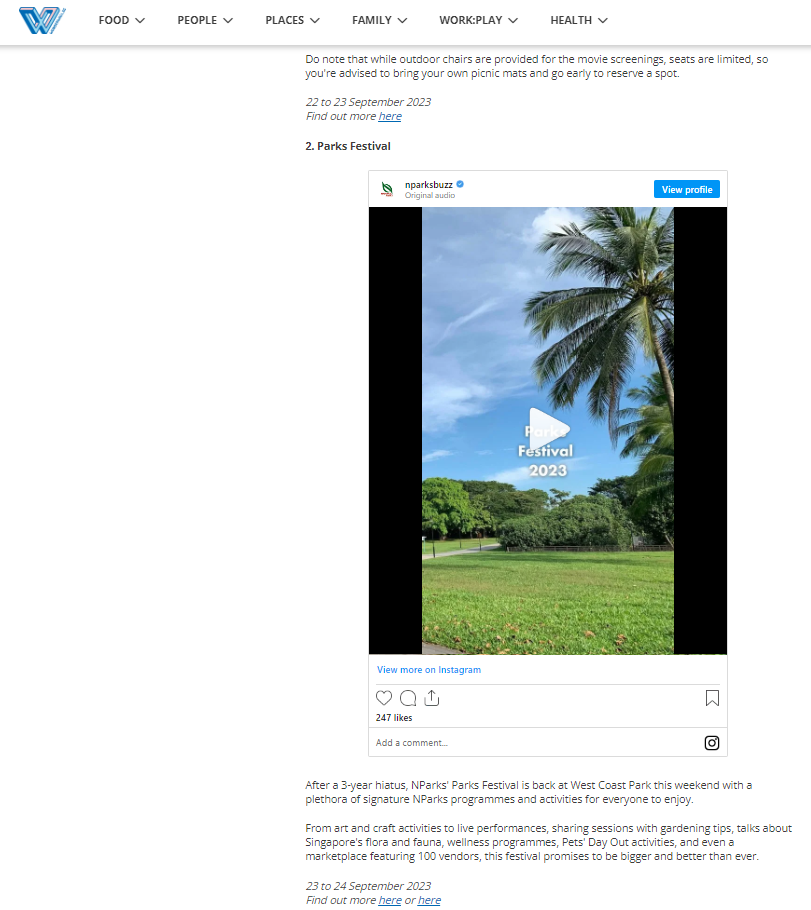 FOOD PEOPLE PLACES FAMILY WORK:PLAY HEALTH
Do note that while outdoor chairs are provided for the movie screenings, seats are limited, so
you're advised to bring your own picnic mats and go early to reserve a spot.
22 to 23 September 2023
Find out more here
2. Parks Festival
nparksbuzz
Original audio
View profile
Parks
Festival
2023
View more on Instagram
247 likes
Add a comment...
After a 3-year hiatus, NParks' Parks Festival is back at West Coast Park this weekend with a
plethora of signature NParks programmes and activities for everyone to enjoy.
From art and craft activities to live performances, sharing sessions with gardening tips, talks about
Singapore's flora and fauna, wellness programmes, Pets' Day Out activities, and even a
marketplace featuring 100 vendors, this festival promises to be bigger and better than ever.
23 to 24 September 2023
Find out more here or here